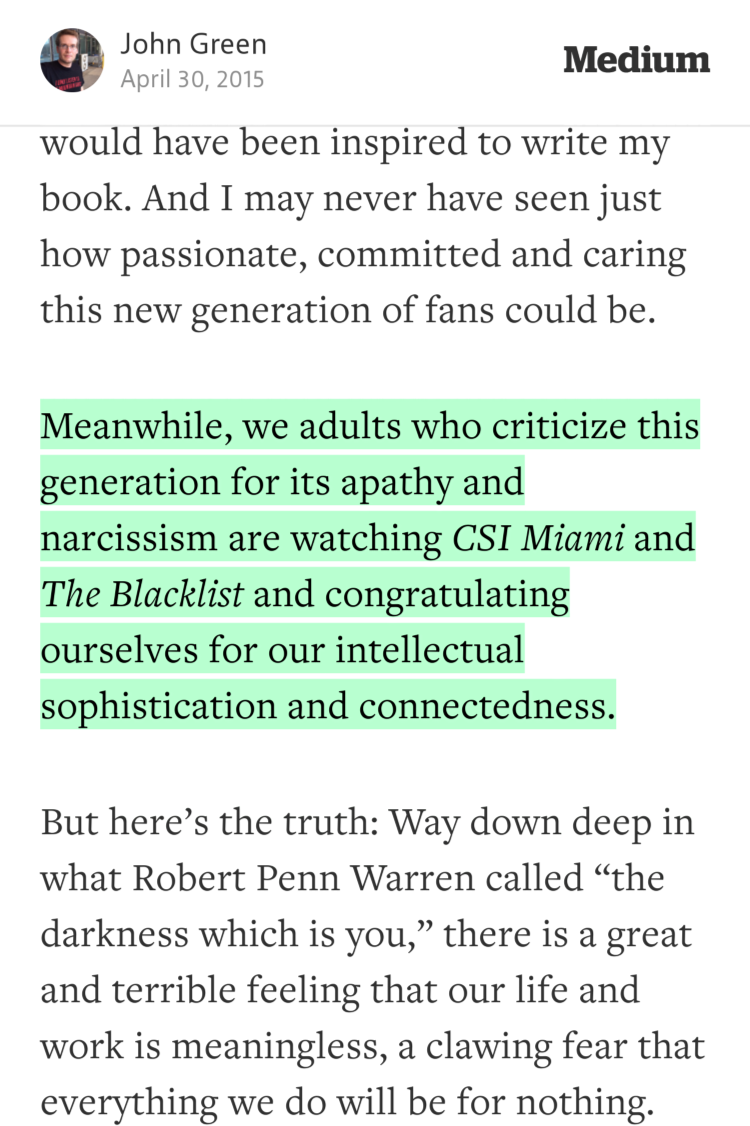 John Green
April 30, 2015
Medium
would have been inspired to write my
book. And I may never have seen just
how passionate, committed and caring
this new generation of fans could be.
Meanwhile, we adults who criticize this
generation for its apathy and
narcissism are watching CSI Miami and
The Blacklist and congratulating
ourselves for our intellectual
sophistication and connectedness.
But here’s the truth: Way down deep in
what Robert Penn Warren called “the
darkness which is you,” there is a great
and terrible feeling that our life and
work is meaningless, a clawing fear that
everything we do will be for nothing.